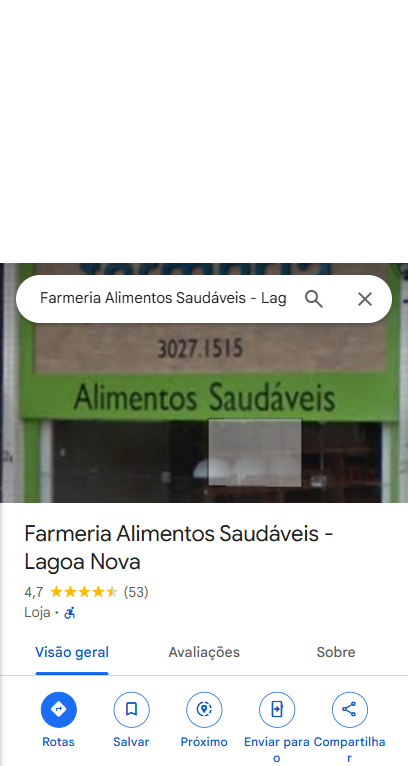 Farmeria Alimentos Saudáveis - Lag
3027.1515
Alimentos Saudáveis
Farmeria Alimentos Saudáveis -
Lagoa Nova
4,7 (53)
Loja ·
Visão geral Avaliações Sobre
Rotas Salvar Próximo Enviar para Compartilha
o r